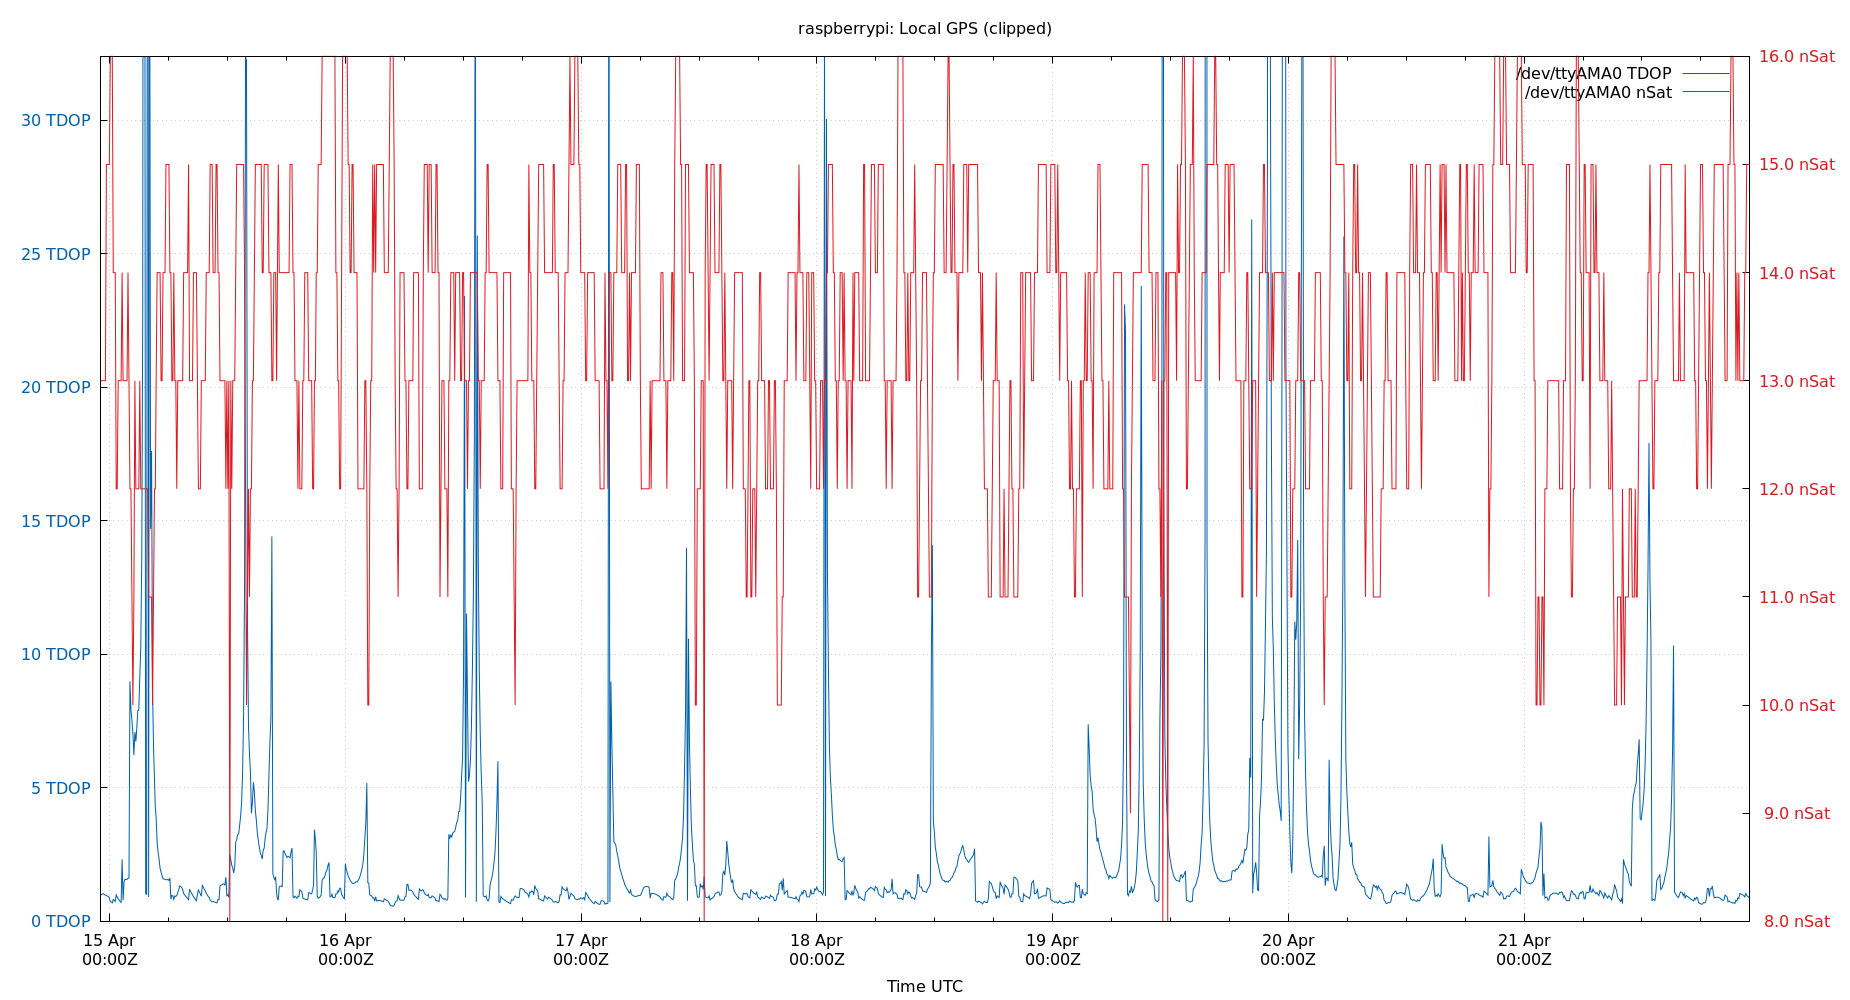 raspberrypi: Local GPS (clipped)
/dev/ttyAMA0 TDOP
/dev/ttyAMA0 nSat
30 TDOP
25 TDOP
20 TDOP
15 TDOP
10 TDOP
5 TDOP
0 TDOP
16.0 nSat
15.0 nSat
14.0 nSat
13.0 nSat
12.0 nSat
11.0 nSat
10.0 nSat
9.0 nSat
8.0 nSat
15 Apr 16 Apr 17 Apr 18 Apr 19 Apr 20 Apr 21 Apr
00:00Z 00:00Z 00:00Z 00:00Z 00:00Z 00:00Z 00:00Z
Time UTC